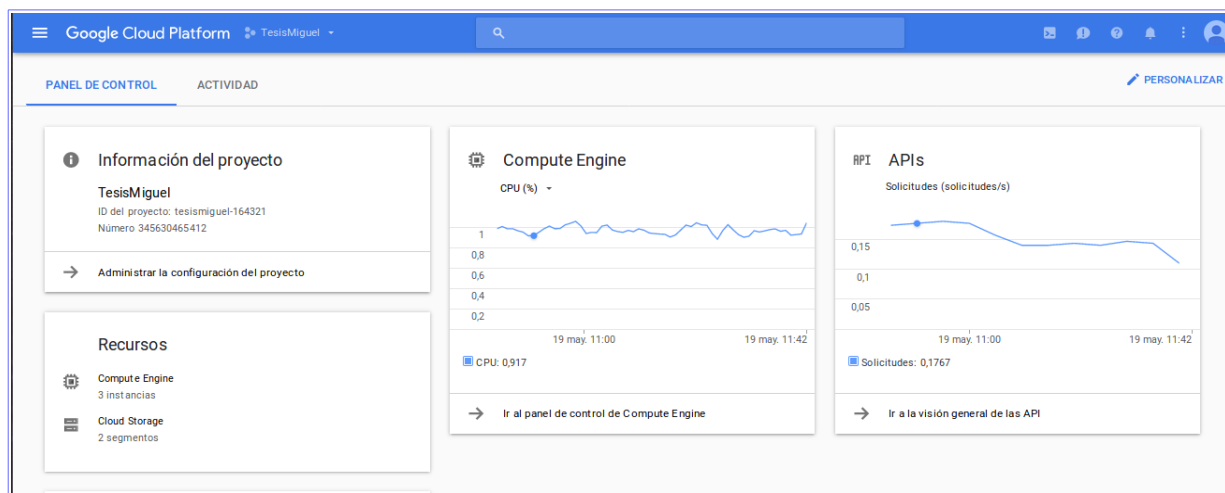 Google Cloud Platform TesisMiguel
PANEL DE CONTROL ACTIVIDAD PERSONALIZAR
Información del proyecto
TesisMiguel
ID del proyecto: tesismiguel-164321
Número 345630465412
Administrar la configuración del proyecto
Recursos
Compute Engine
3 instancias
Cloud Storage
2 segmentos
Compute Engine
CPU (%)
1
0,8
0,6
0,4
0,2
19 may. 11:00 19 may. 11:42
CPU: 0,917
Ir al panel de control de Compute Engine
API APIs
Solicitudes (solicitudes/s)
0,15
0,1
0,05
19 may. 11:00 19 may. 11:42
Solicitudes: 0,1767
Ir a la visión general de las API